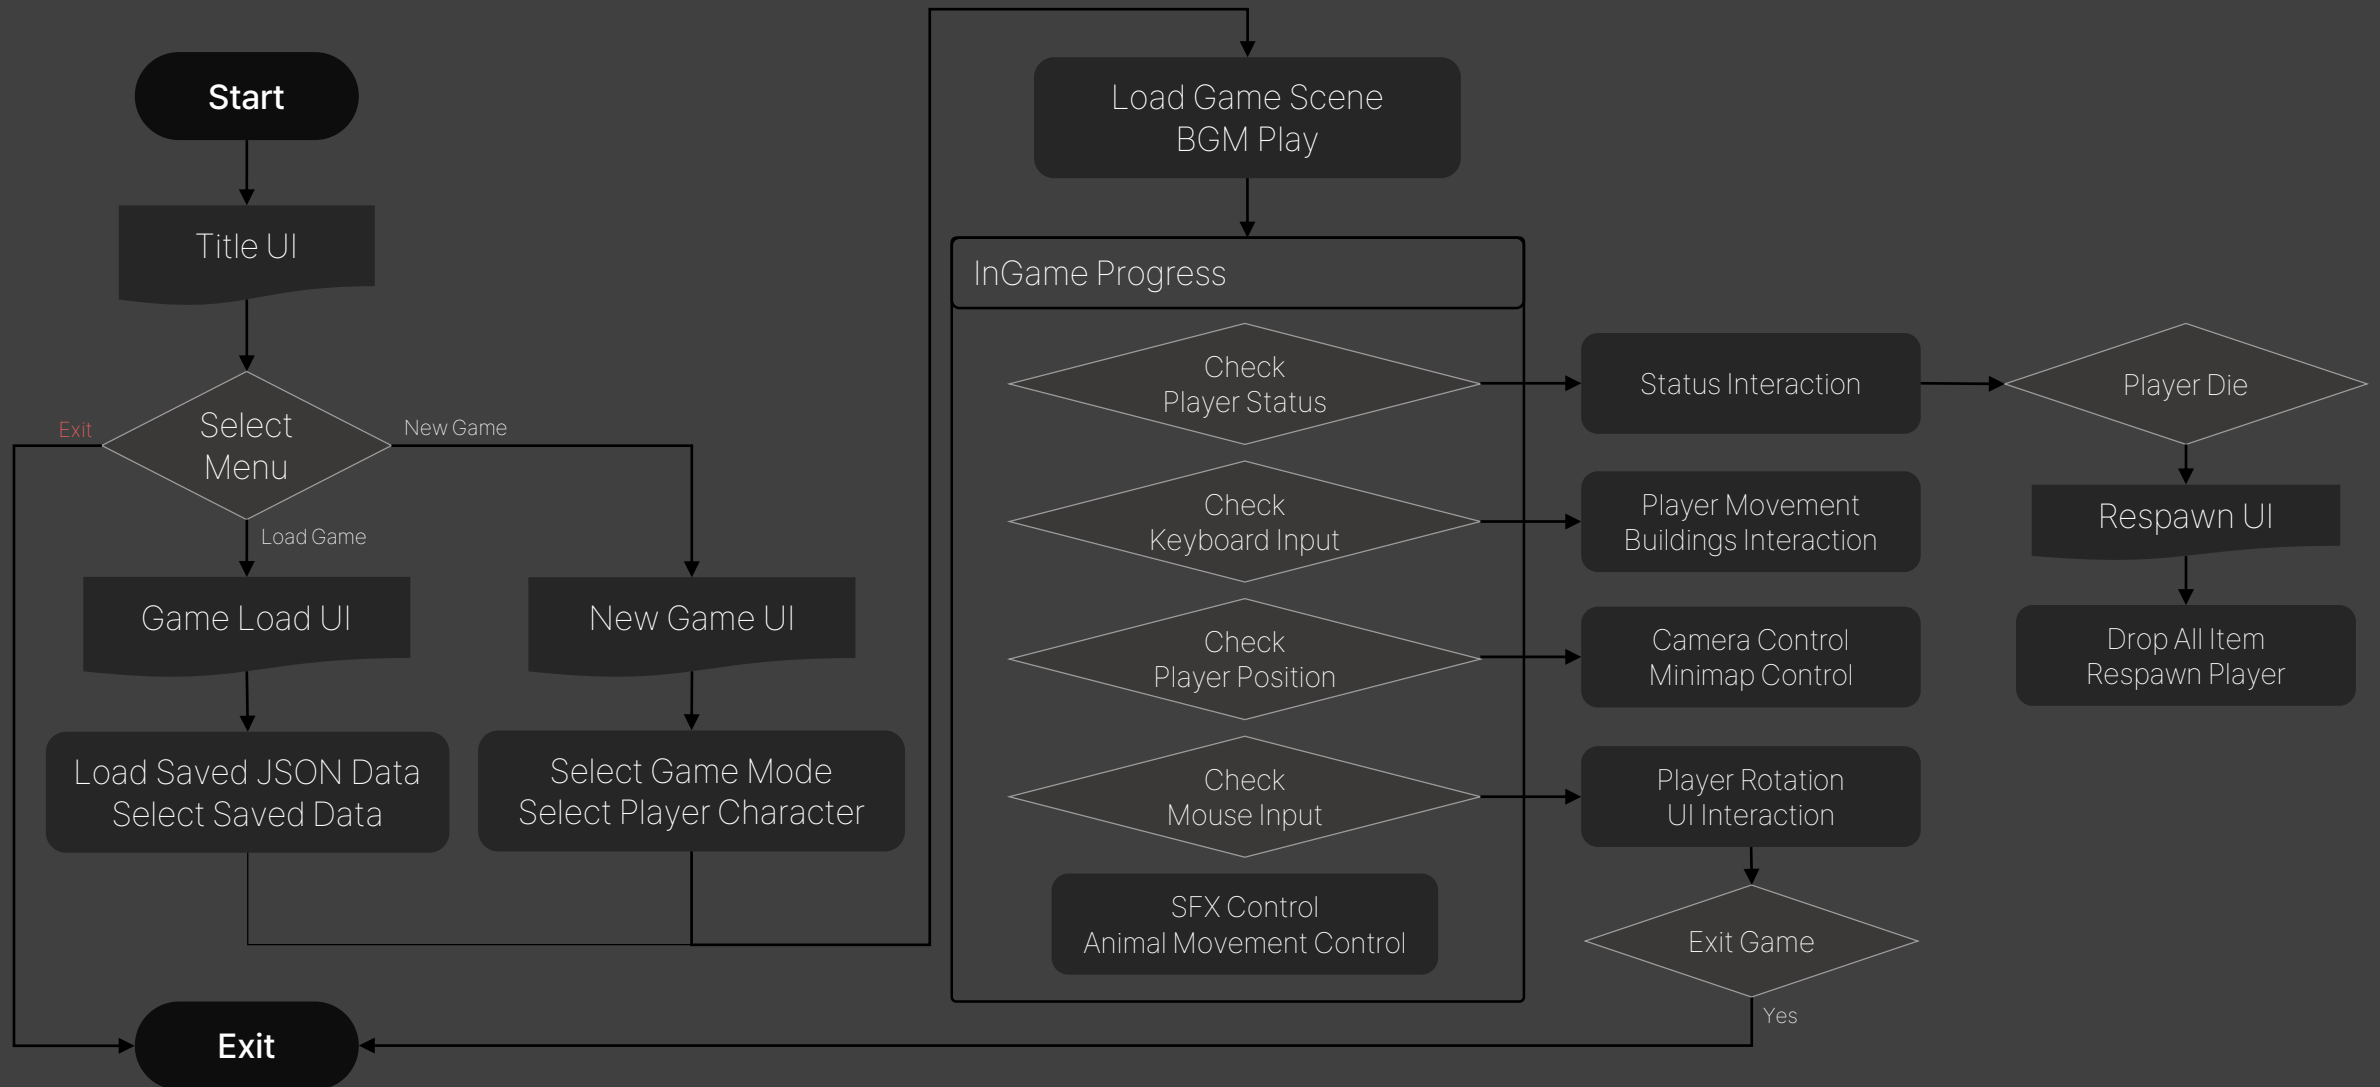 Start
Title UI
Select
Menu
Exit
New Game
Load Game
Game Load UI
New Game UI
Load Saved JSON Data
Select Saved Data
Select Game Mode
Select Player Character
Exit
Load Game Scene
BGM Play
InGame Progress
Check
Player Status
Status Interaction
Player Die
Check
Keyboard Input
Player Movement
Buildings Interaction
Respawn UI
Check
Player Position
Camera Control
Minimap Control
Drop All Item
Respawn Player
Check
Mouse Input
Player Rotation
UI Interaction
SFX Control
Animal Movement Control
Exit Game
Yes